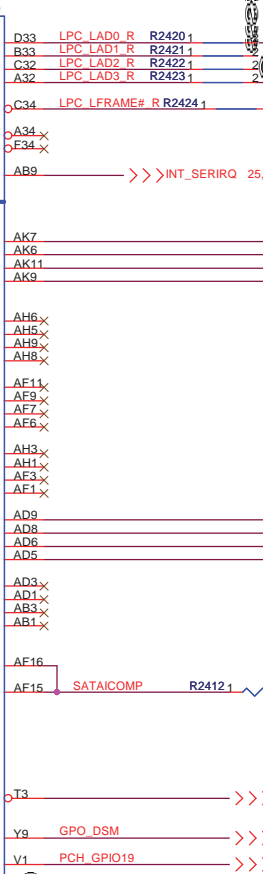 D33 LPC_LAD0_R R2420 1
B33 LPC_LAD1_R R2421 1
C32 LPC_LAD2_R R2422 1 2
A32 LPC_LAD3_R R2423 1 2
C34 LPC_LFRAME#_R R2424 1
A34
F34
AB9 INT_SERIRQ 25,
AK7
AK6
AK11
AK9
AH6
AH5
AH9
AH8
AF11
AF9
AF7
AF6
AH3
AH1
AF3
AF1
AD9
AD8
AD6
AD5
AD3
AD1
AB3
AB1
AF16
AF15 SATAICOMP R2412 1
T3
Y9 GPO_DSM
V1 PCH_GPIO19